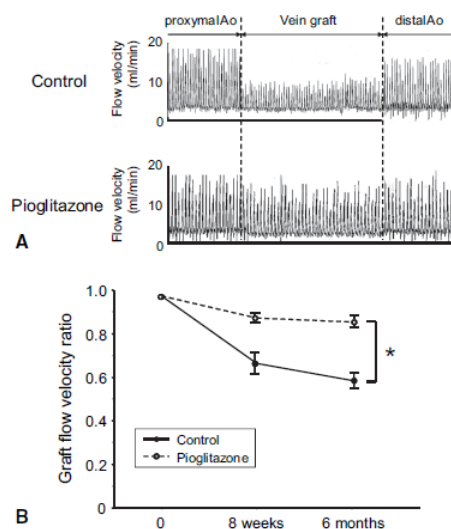 proxymalAo Vein graft distalAo
Control
Flow velocity
(ml/min)
20
10
0
Pioglitazone
Flow velocity
(ml/min)
20
10
0
A
Graft flow velocity ratio
1.0
0.8
0.6
0.4
0.2
0
*
Control
Pioglitazone
0 8 weeks 6 months
B